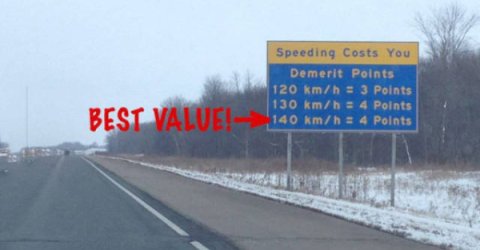 Speeding Costs You
Demerit Points
120 km/h = 3 Points
130 km/h = 4 Points
BEST VALUE!
140 km/h = 4 Points